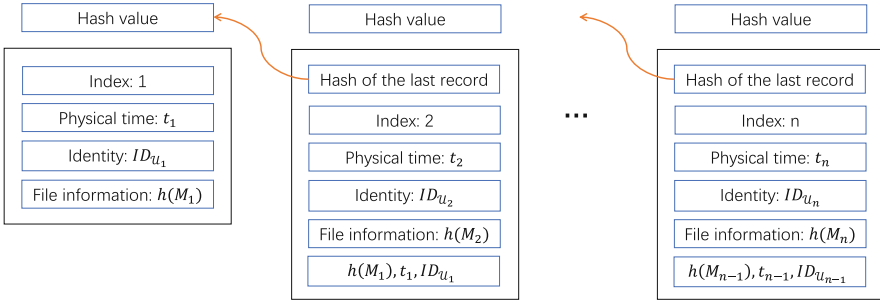 Hash value
Index: 1
Physical time: t₁
Identity: ID𝒰₁
File information: h(M₁)
Hash value
Hash of the last record
Index: 2
Physical time: t₂
Identity: ID𝒰₂
File information: h(M₂)
h(M₁), t₁, ID𝒰₁
...
Hash value
Hash of the last record
Index: n
Physical time: tₙ
Identity: ID𝒰ₙ
File information: h(Mₙ)
h(Mₙ₋₁), tₙ₋₁, ID𝒰ₙ₋₁